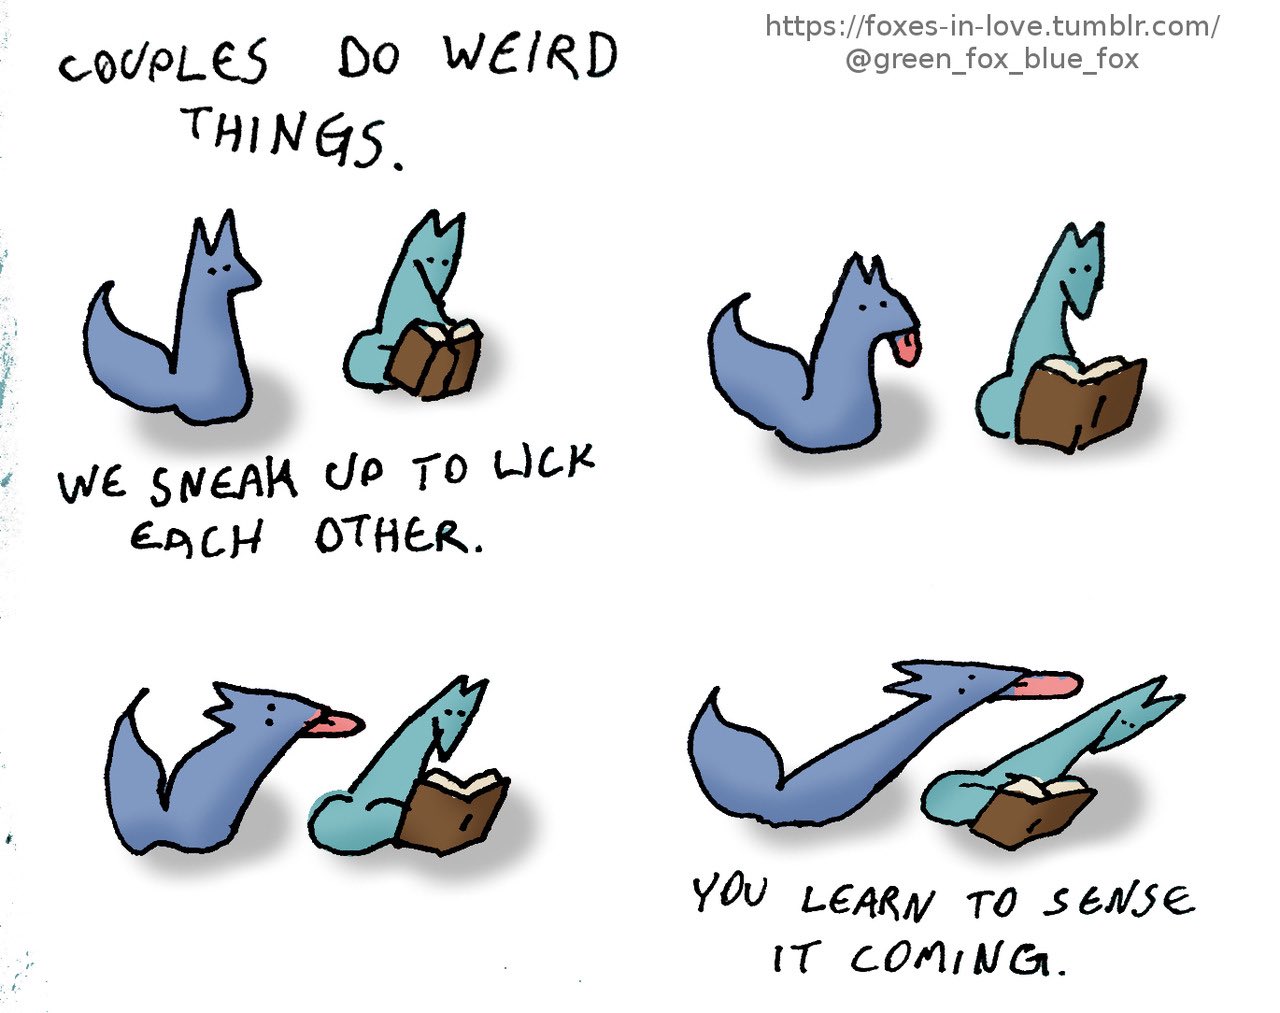 COUPLES DO WEIRD
THINGS.
https://foxes-in-love.tumblr.com/
@green_fox_blue_fox
WE SNEAK UP TO LICK
EACH OTHER.
YOU LEARN TO SENSE
IT COMING.